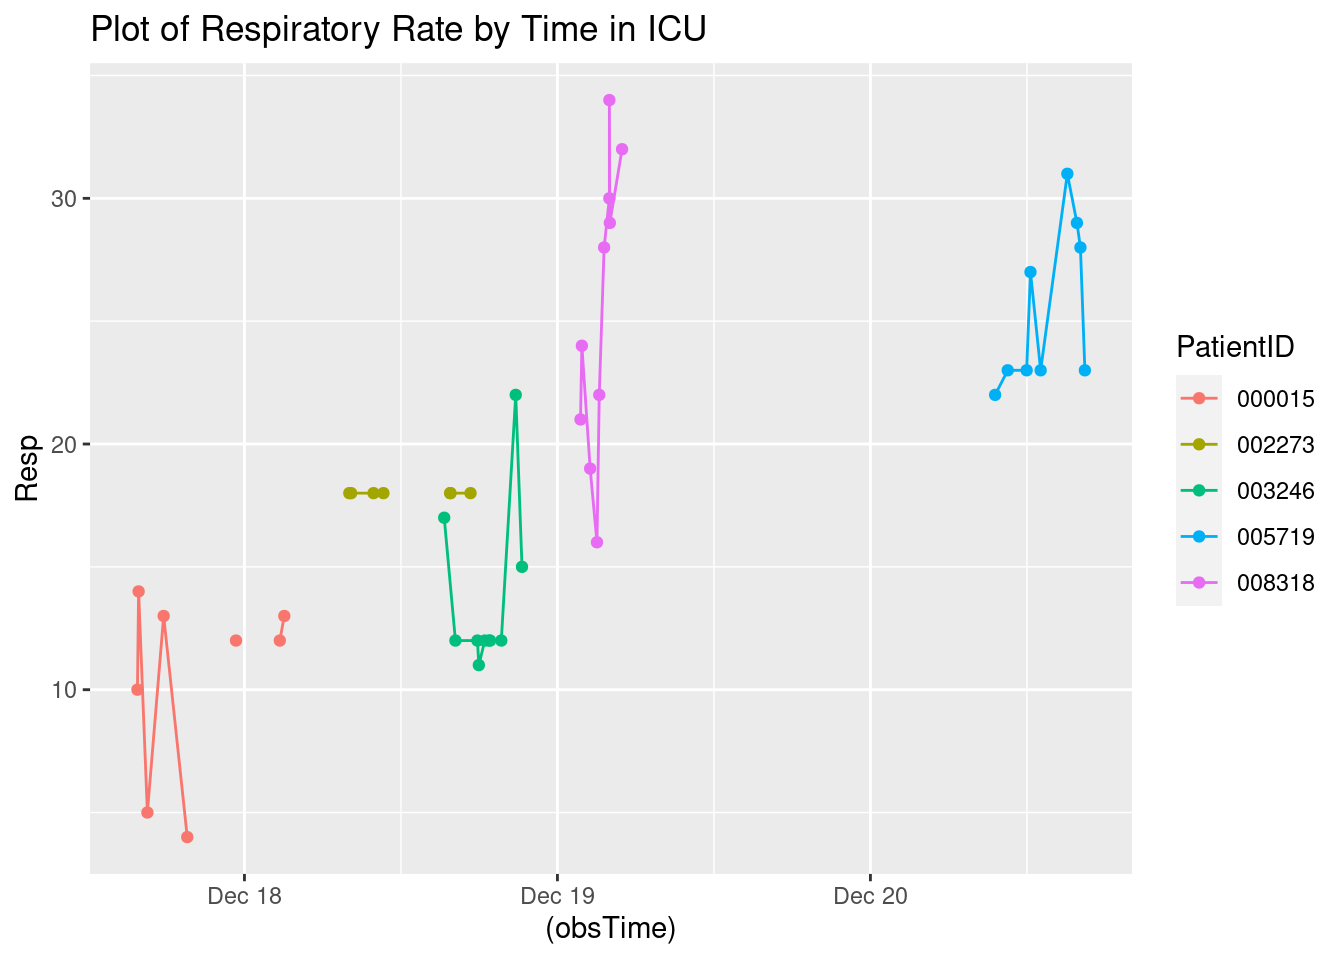 Plot of Respiratory Rate by Time in ICU
30
20
10
Resp
Dec 18
Dec 19
Dec 20
(obsTime)
PatientID
000015
002273
003246
005719
008318